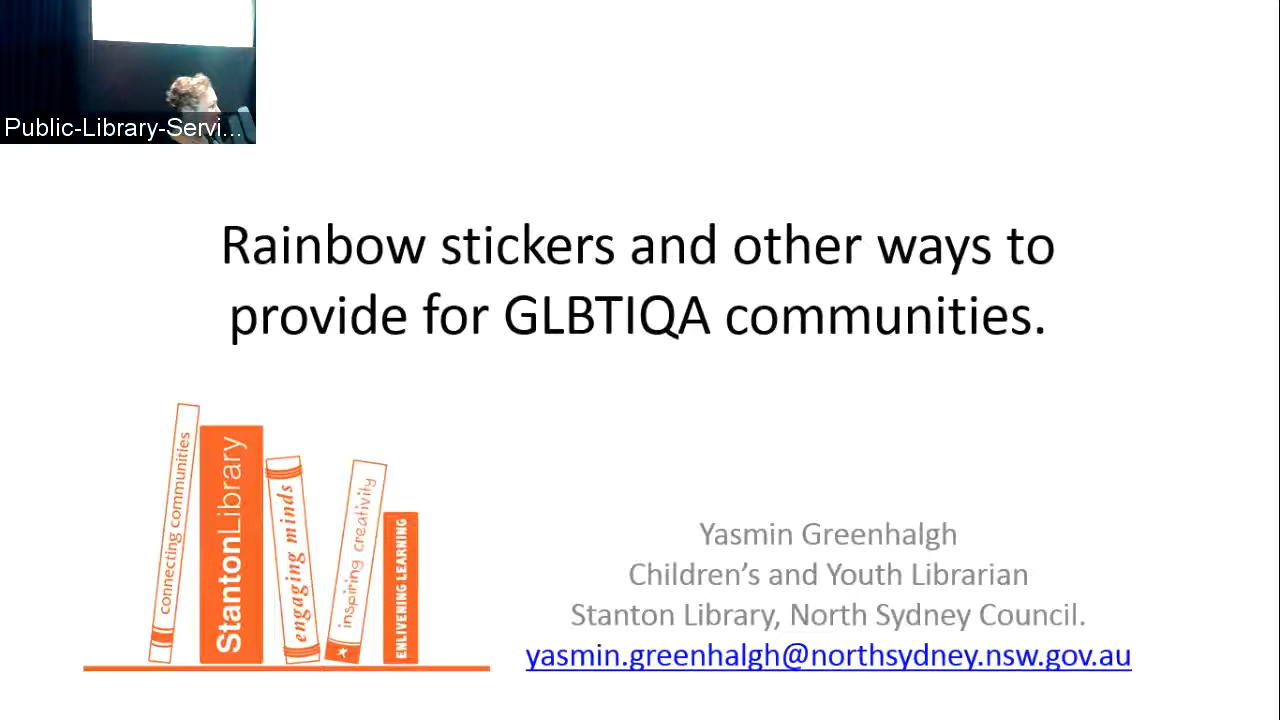 Public-Library-Servi...
Rainbow stickers and other ways to
provide for GLBTIQA communities.
connecting communities
StantonLibrary
engaging minds
inspiring creativity
ENLIVENING LEARNING
Yasmin Greenhalgh
Children's and Youth Librarian
Stanton Library, North Sydney Council.
yasmin.greenhalgh@northsydney.nsw.gov.au